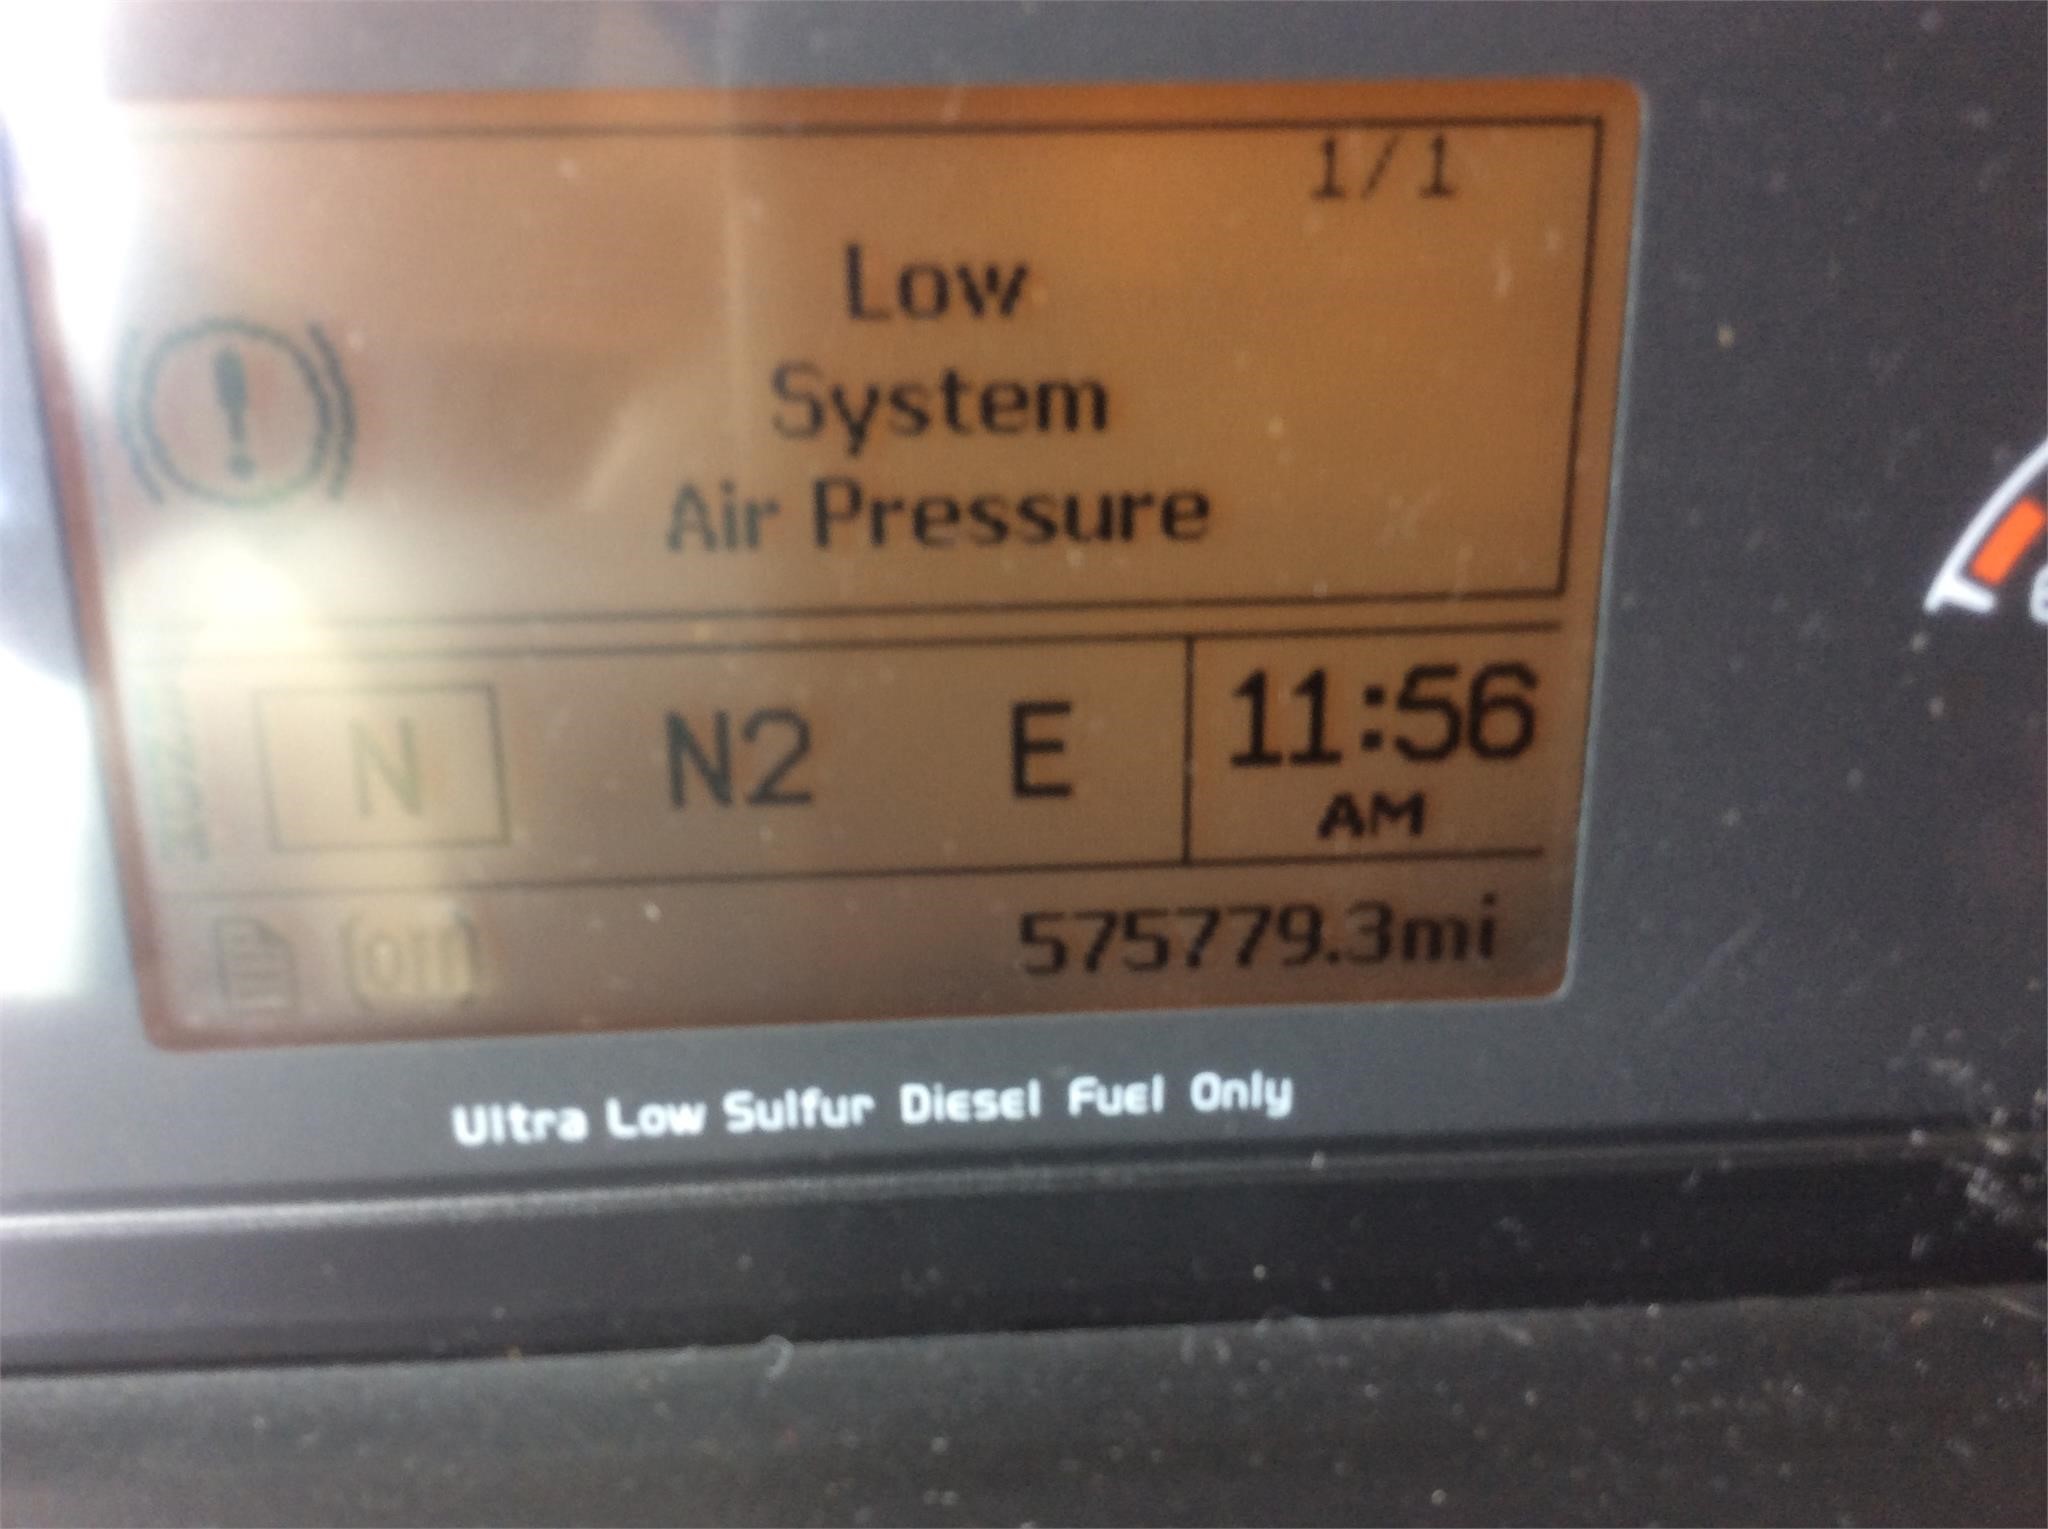 1/1
Low
System
Air Pressure
N N2 E 11:56
AM
575779.3mi
Ultra Low Sulfur Diesel Fuel Only